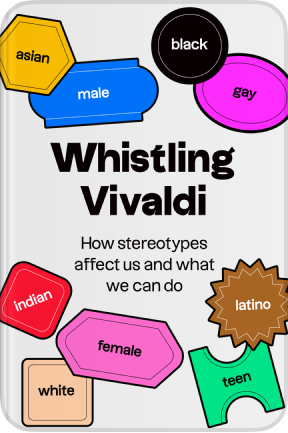 asian
black
male
gay
Whistling
Vivaldi
How stereotypes
affect us and what
we can do
indian
latino
female
white
teen